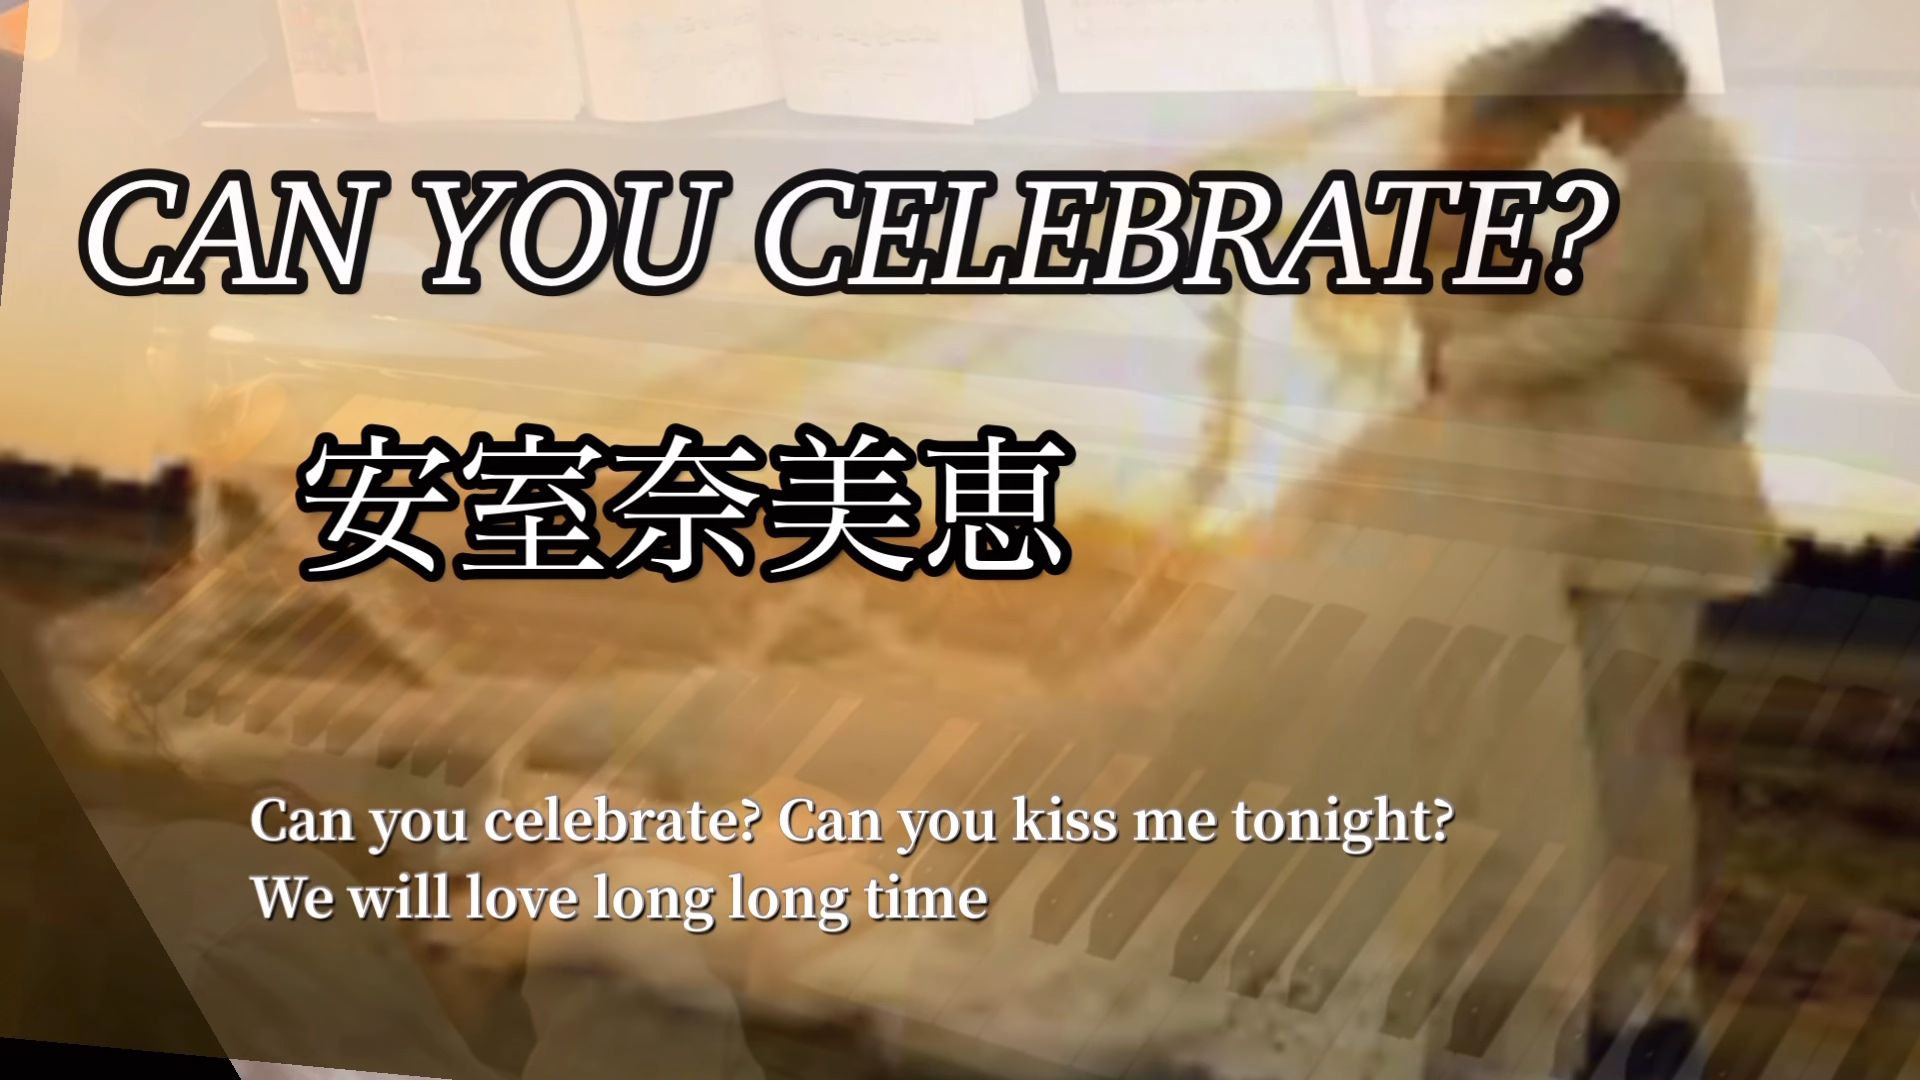 CAN YOU CELEBRATE?
安室奈美恵
Can you celebrate? Can you kiss me tonight?
We will love long long time